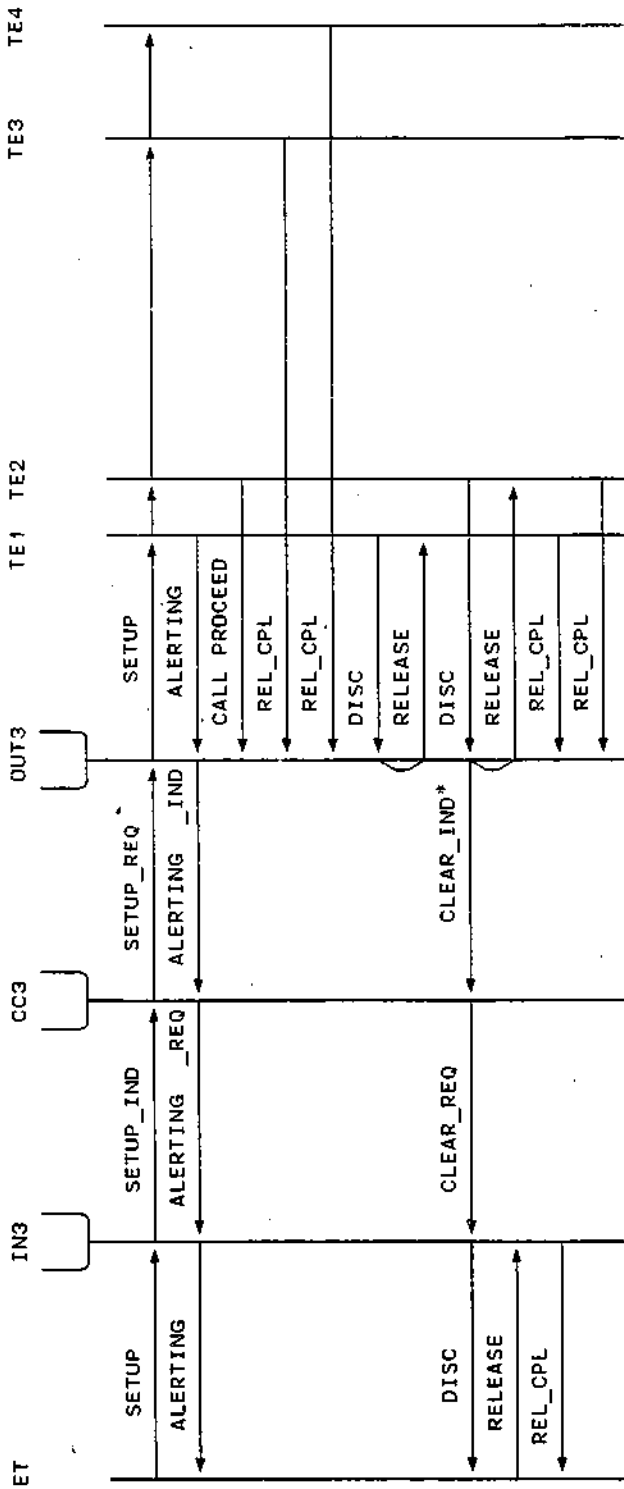 ET IN3 CC3 OUT3 TE1 TE2 TE3 TE4
SETUP SETUP_IND SETUP_REQ SETUP
ALERTING ALERTING _REQ ALERTING _IND ALERTING
CALL PROCEED
REL_CPL
REL_CPL
DISC
RELEASE
DISC CLEAR_REQ CLEAR_IND* DISC
RELEASE RELEASE
REL_CPL REL_CPL
REL_CPL